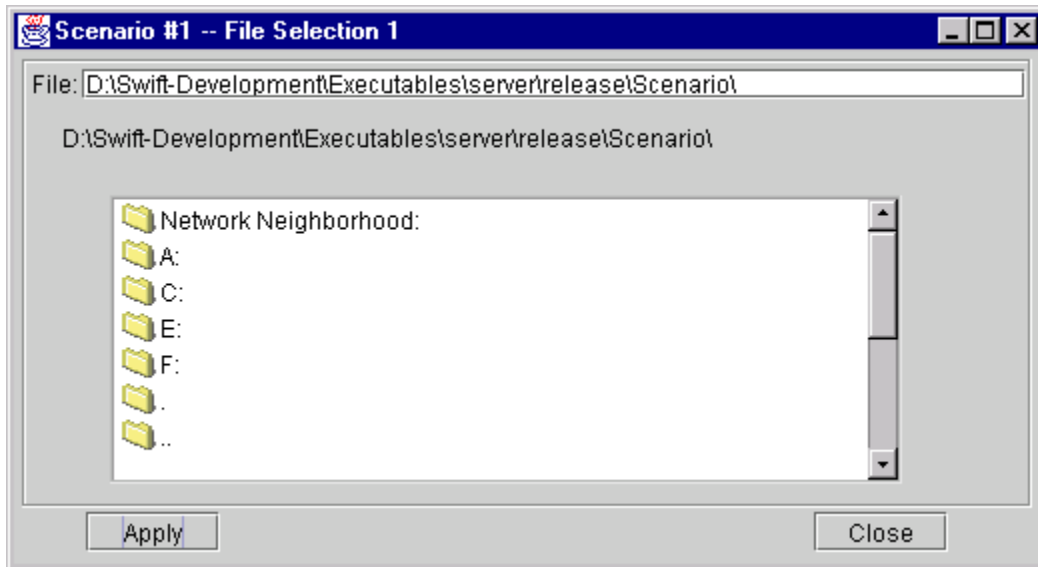 Scenario #1 -- File Selection 1
File: D:\Swift-Development\Executables\server\release\Scenario\
D:\Swift-Development\Executables\server\release\Scenario\
Network Neighborhood:
A:
C:
E:
F:
.
..
Apply Close